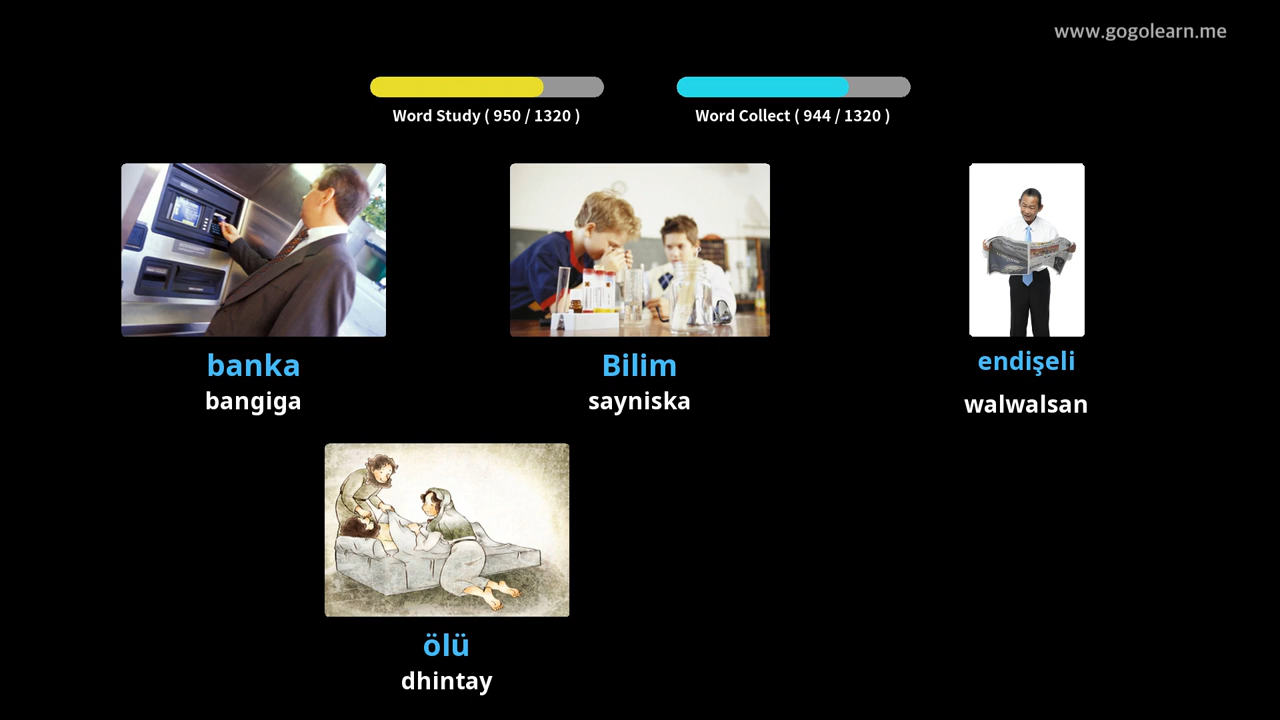 www.gogolearn.me
Word Study ( 950 / 1320 )
Word Collect ( 944 / 1320 )
banka
bangiga
Bilim
sayniska
endişeli
walwalsan
ölü
dhintay